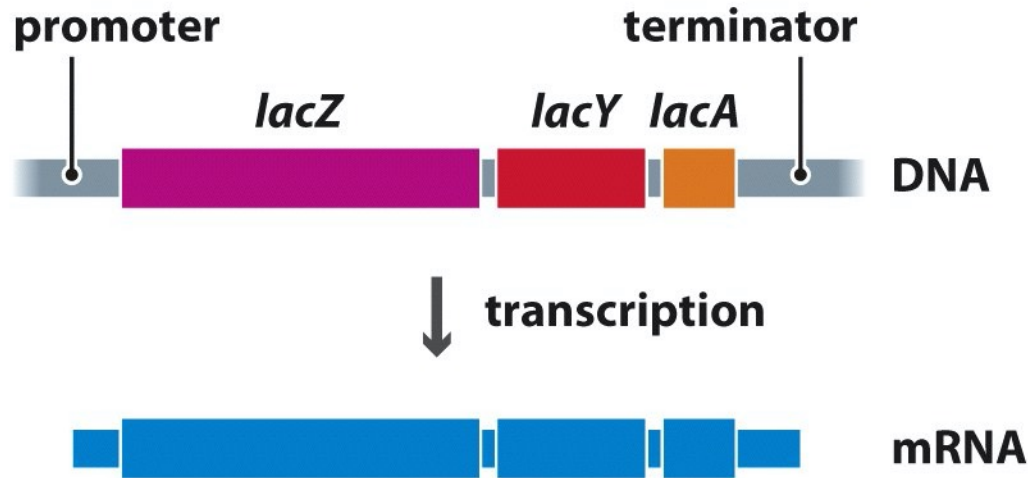 promoter
terminator
lacZ
lacY
lacA
DNA
transcription
mRNA